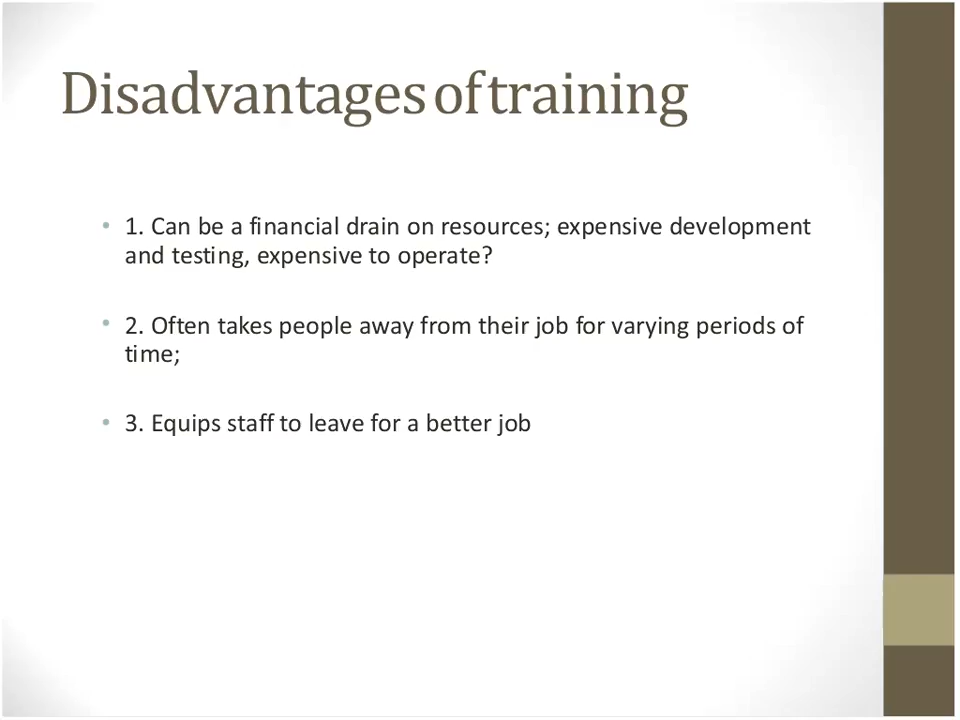 Disadvantages of training
• 1. Can be a financial drain on resources; expensive development
and testing, expensive to operate?
• 2. Often takes people away from their job for varying periods of
time;
• 3. Equips staff to leave for a better job